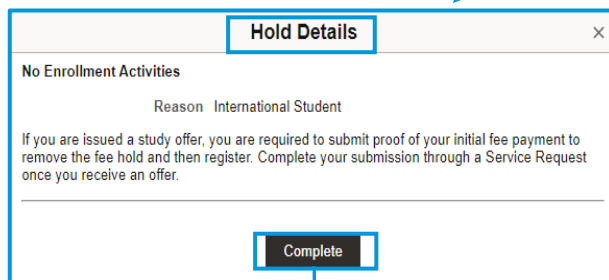 Hold Details
No Enrollment Activities
Reason International Student
If you are issued a study offer, you are required to submit proof of your initial fee payment to
remove the fee hold and then register. Complete your submission through a Service Request
once you receive an offer.
Complete